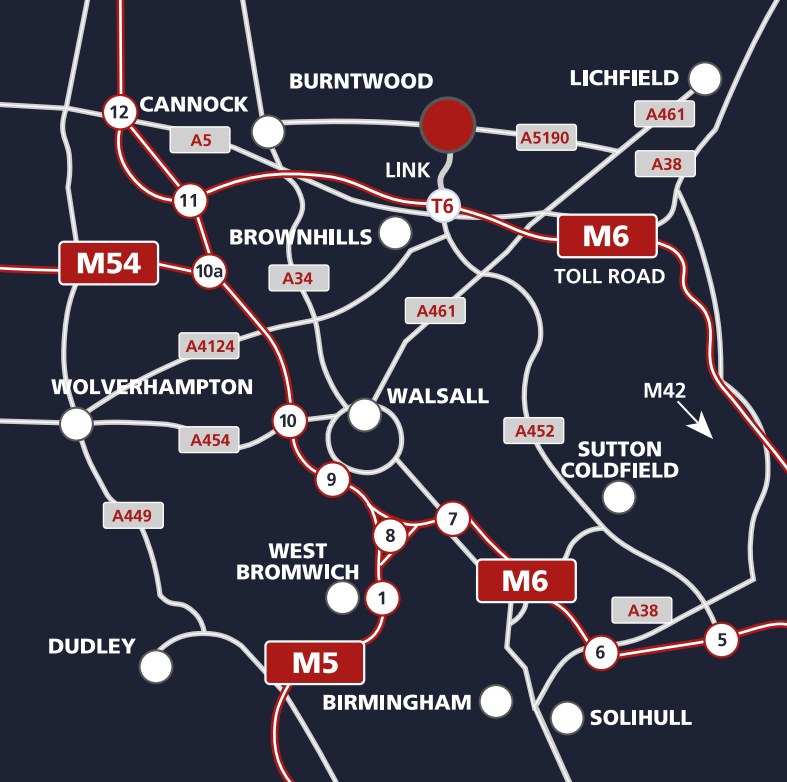 BURNTWOOD
LICHFIELD
12
CANNOCK
A461
A5
A5190
A38
LINK
11
T6
BROWNHILLS
M6
TOLL ROAD
M54
10a
A34
A461
A4124
WOLVERHAMPTON
M42
WALSALL
10
A454
A452
SUTTON
COLDFIELD
9
A449
7
8
WEST
BROMWICH
M6
1
A38
DUDLEY
6
5
M5
BIRMINGHAM
SOLIHULL